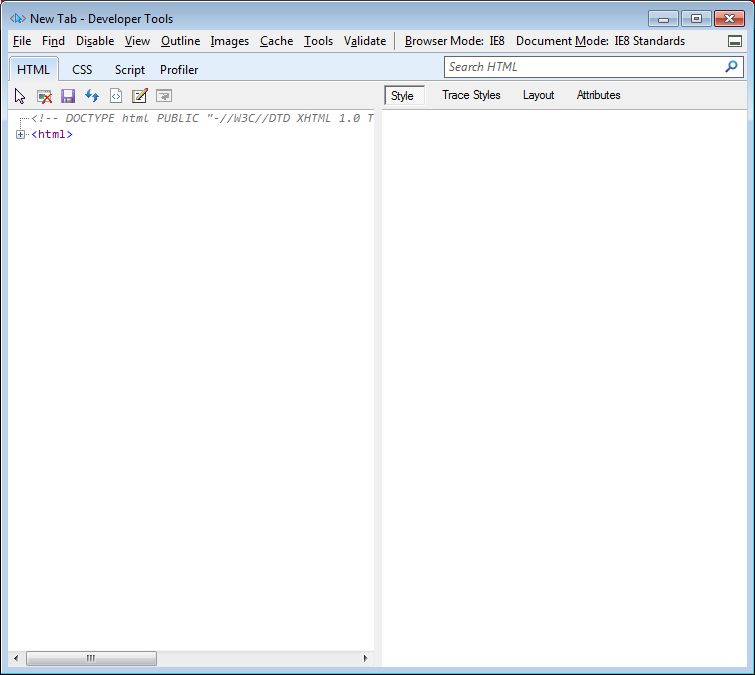 New Tab - Developer Tools
File Find Disable View Outline Images Cache Tools Validate Browser Mode: IE8 Document Mode: IE8 Standards
HTML CSS Script Profiler Search HTML
Style Trace Styles Layout Attributes
<!-- DOCTYPE html PUBLIC "-//W3C//DTD XHTML 1.0 T
<html>